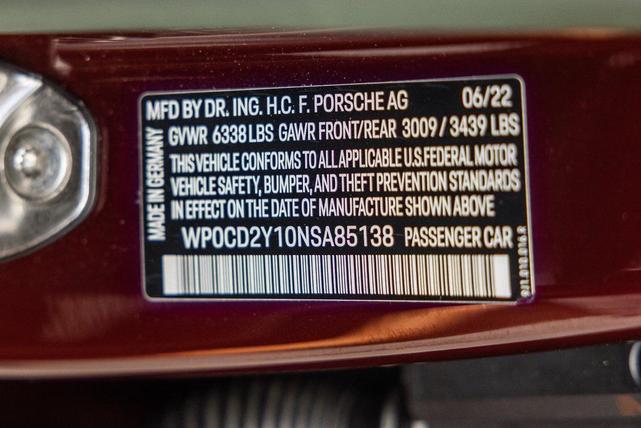 MFD BY DR. ING. H.C. F. PORSCHE AG 06/22
GVWR 6338 LBS GAWR FRONT/REAR 3009 / 3439 LBS
THIS VEHICLE CONFORMS TO ALL APPLICABLE U.S.FEDERAL MOTOR
VEHICLE SAFETY, BUMPER, AND THEFT PREVENTION STANDARDS
IN EFFECT ON THE DATE OF MANUFACTURE SHOWN ABOVE
WP0CD2Y10NSA85138 PASSENGER CAR
MADE IN GERMANY